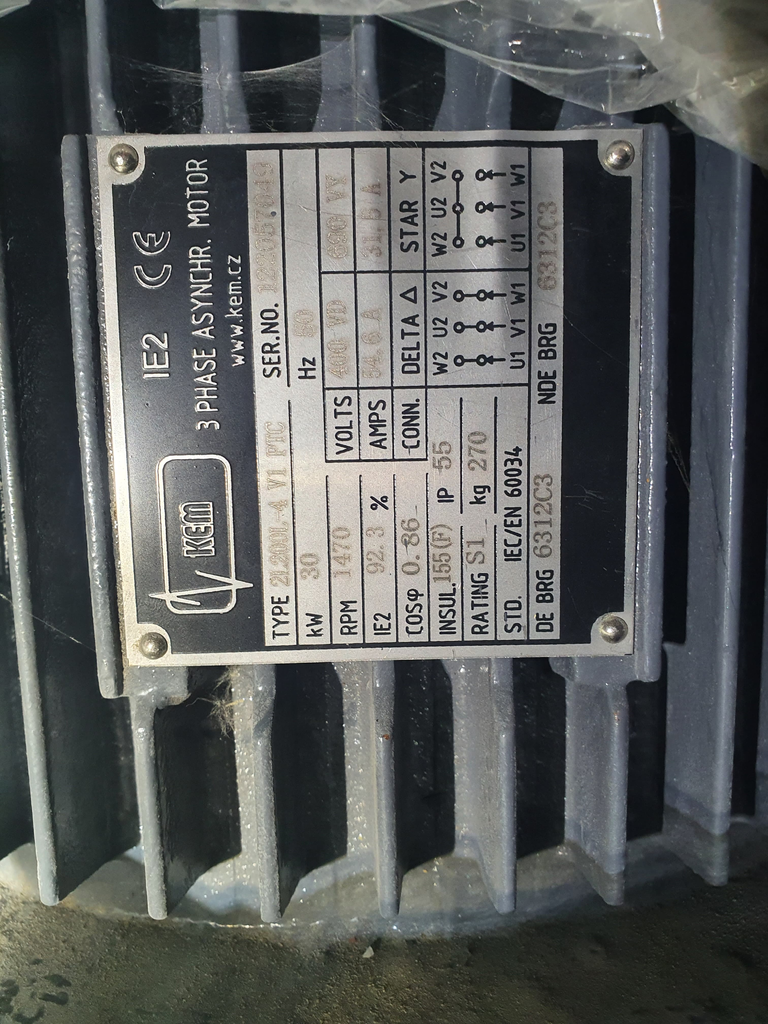 KEM
IE2 CE
3 PHASE ASYNCHR. MOTOR
www.kem.cz
TYPE 2L200L-4 V1 PTC SER.NO.
kW 30 Hz 50
RPM 1470 VOLTS 400 VD 690 VY
IE2 92.3 % AMPS 54.6 A 31.5 A
COSφ 0.86 CONN. DELTA △ STAR Y
INSUL. 155(F) IP 55 W2 U2 V2 W2 U2 V2
RATING S1 kg 270
STD. IEC/EN 60034 U1 V1 W1 U1 V1 W1
DE BRG 6312C3 NDE BRG 6312C3